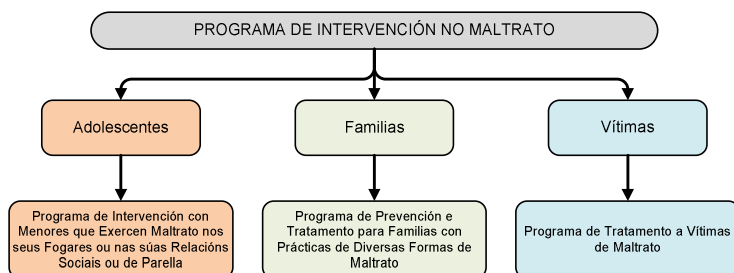 PROGRAMA DE INTERVENCIÓN NO MALTRATO
Adolescentes
Familias
Vítimas
Programa de Intervención con
Menores que Exercen Maltrato nos
seus Fogares ou nas súas Relacións
Sociais ou de Parella
Programa de Prevención e
Tratamento para Familias con
Prácticas de Diversas Formas de
Maltrato
Programa de Tratamento a Vítimas
de Maltrato